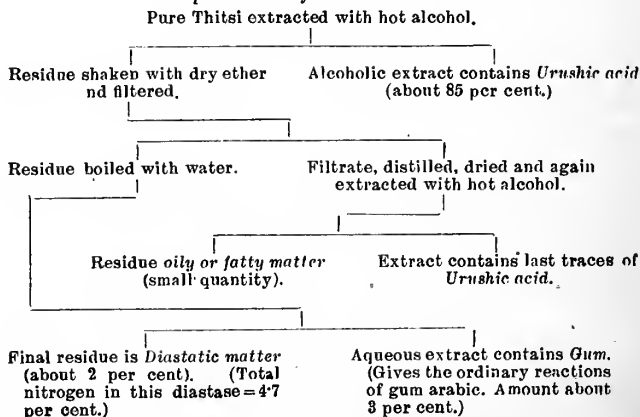 Pure Thitsi extracted with hot alcohol.
Residue shaken with dry ether
nd filtered.
Alcoholic extract contains Urushic acid
(about 85 per cent.)
Residue boiled with water.
Filtrate, distilled, dried and again
extracted with hot alcohol.
Residue oily or fatty matter
(small quantity).
Extract contains last traces of
Urushic acid.
Final residue is Diastatic matter
(about 2 per cent). (Total
nitrogen in this diastase=4·7
per cent.)
Aqueous extract contains Gum.
(Gives the ordinary reactions
of gum arabic. Amount about
3 per cent.)